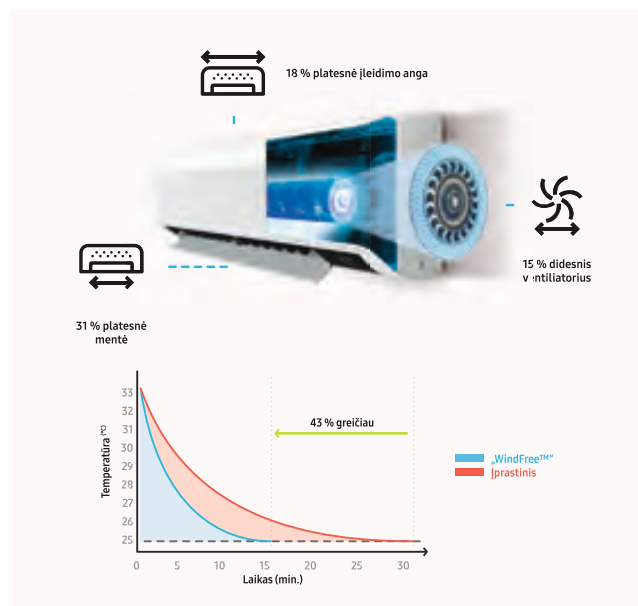 18 % platesnė įleidimo anga
15 % didesnis
ventiliatorius
31 % platesnė
mentė
43 % greičiau
Temperatūra (°C)
33
32
31
30
29
28
27
26
25
0 5 10 15 20 25 30
Laikas (min.)
„WindFree™“
Įprastinis